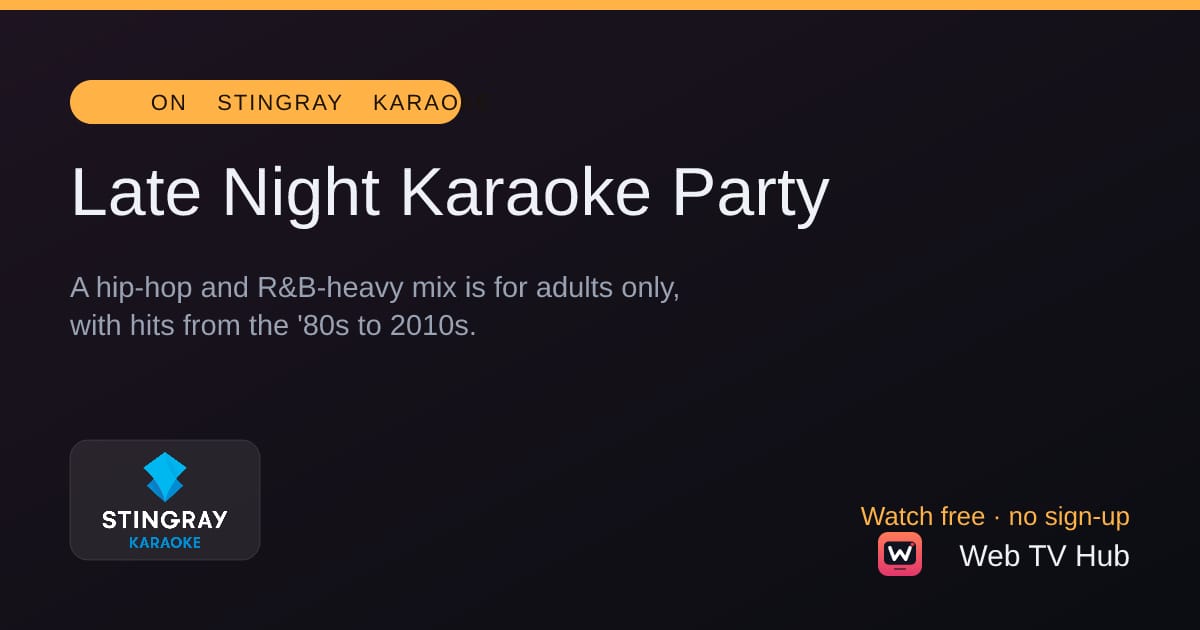 ON STINGRAY KARAO
Late Night Karaoke Party
A hip-hop and R&B-heavy mix is for adults only,
with hits from the '80s to 2010s.
STINGRAY
KARAOKE
Watch free · no sign-up
W
Web TV Hub